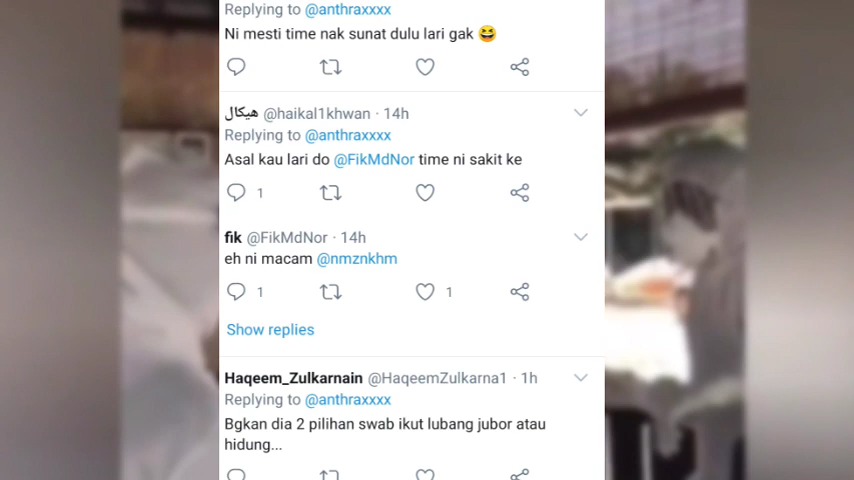 Replying to @anthraxxxx
Ni mesti time nak sunat dulu lari gak 😆
هيكال @haikal1khwan · 14h
Replying to @anthraxxxx
Asal kau lari do @FikMdNor time ni sakit ke
1
fik @FikMdNor · 14h
eh ni macam @nmznkhm
1 1
Show replies
Haqeem_Zulkarnain @HaqeemZulkarna1 · 1h
Replying to @anthraxxxx
Bgkan dia 2 pilihan swab ikut lubang jubor atau
hidung...